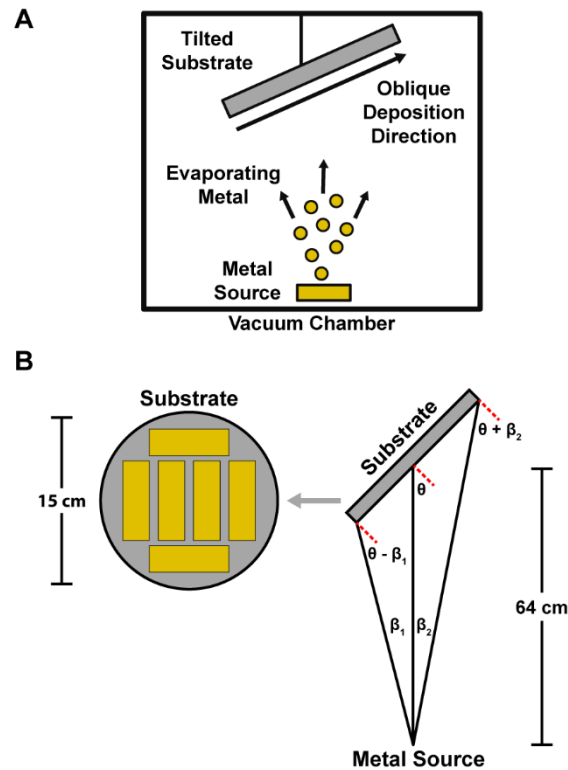 A
Tilted
Substrate
Oblique
Deposition
Direction
Evaporating
Metal
Metal
Source
Vacuum Chamber
B
Substrate
15 cm
Substrate
θ + β₂
θ
θ - β₁
β₁
β₂
64 cm
Metal Source